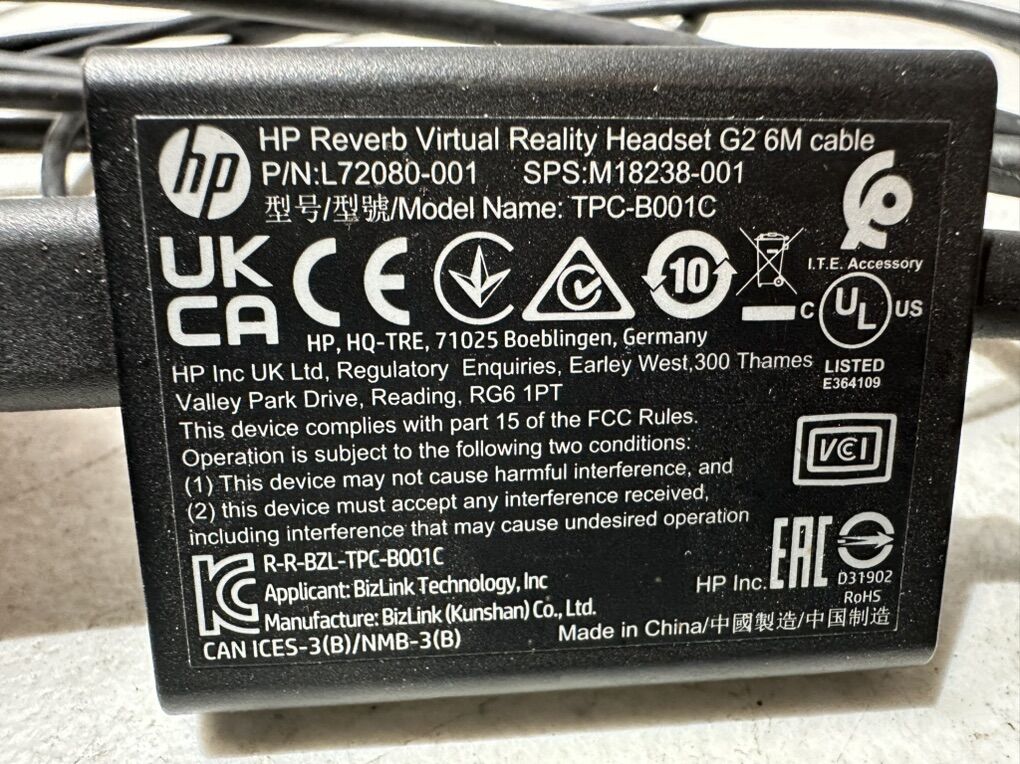 hp HP Reverb Virtual Reality Headset G2 6M cable
P/N:L72080-001 SPS:M18238-001
型号/型號/Model Name: TPC-B001C
UK
CA
CE
10
I.T.E. Accessory
C UL US
LISTED
E364109
HP, HQ-TRE, 71025 Boeblingen, Germany
HP Inc UK Ltd, Regulatory Enquiries, Earley West,300 Thames
Valley Park Drive, Reading, RG6 1PT
This device complies with part 15 of the FCC Rules.
Operation is subject to the following two conditions:
(1) This device may not cause harmful interference, and
(2) this device must accept any interference received,
including interference that may cause undesired operation
VCI
R-R-BZL-TPC-B001C
Applicant: BizLink Technology, Inc
Manufacture: BizLink (Kunshan) Co., Ltd.
CAN ICES-3(B)/NMB-3(B)
HP Inc. EAC
D31902
RoHS
Made in China/中國製造/中国制造